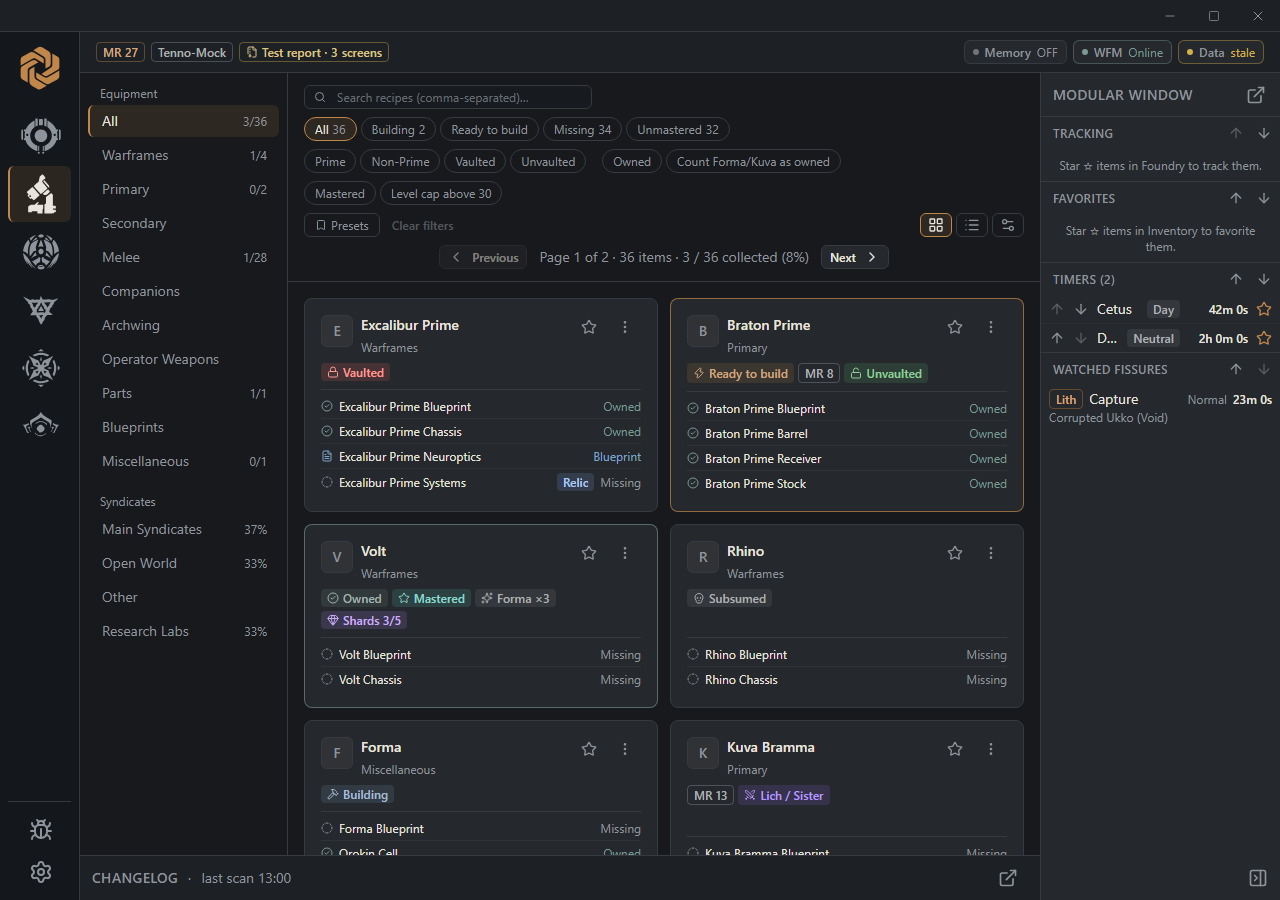 MR 27
Tenno-Mock
Test report · 3 screens
Memory OFF
WFM Online
Data stale
Equipment
All 3/36
Warframes 1/4
Primary 0/2
Secondary
Melee 1/28
Companions
Archwing
Operator Weapons
Parts 1/1
Blueprints
Miscellaneous 0/1
Syndicates
Main Syndicates 37%
Open World 33%
Other
Research Labs 33%
Search recipes (comma-separated)...
All 36 Building 2 Ready to build Missing 34 Unmastered 32
Prime Non-Prime Vaulted Unvaulted Owned Count Forma/Kuva as owned
Mastered Level cap above 30
Presets Clear filters
Previous Page 1 of 2 · 36 items · 3 / 36 collected (8%) Next
E
Excalibur Prime
Warframes
Vaulted
Excalibur Prime Blueprint Owned
Excalibur Prime Chassis Owned
Excalibur Prime Neuroptics Blueprint
Excalibur Prime Systems Relic Missing
B
Braton Prime
Primary
Ready to build MR 8 Unvaulted
Braton Prime Blueprint Owned
Braton Prime Barrel Owned
Braton Prime Receiver Owned
Braton Prime Stock Owned
V
Volt
Warframes
Owned Mastered Forma ×3
Shards 3/5
Volt Blueprint Missing
Volt Chassis Missing
R
Rhino
Warframes
Subsumed
Rhino Blueprint Missing
Rhino Chassis Missing
F
Forma
Miscellaneous
Building
Forma Blueprint Missing
Orokin Cell Owned
K
Kuva Bramma
Primary
MR 13 Lich / Sister
Kuva Bramma Blueprint Missing
MODULAR WINDOW
TRACKING
Star ☆ items in Foundry to track them.
FAVORITES
Star ☆ items in Inventory to favorite
them.
TIMERS (2)
Cetus Day 42m 0s
D... Neutral 2h 0m 0s
WATCHED FISSURES
Lith Capture Normal 23m 0s
Corrupted Ukko (Void)
CHANGELOG · last scan 13:00